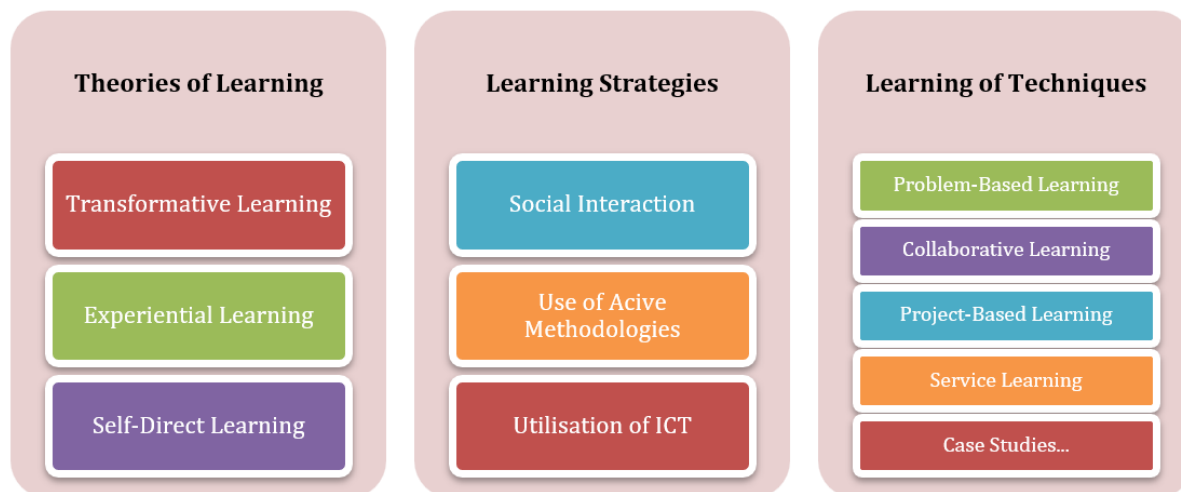 Theories of Learning
Transformative Learning
Experiential Learning
Self-Direct Learning
Learning Strategies
Social Interaction
Use of Acive
Methodologies
Utilisation of ICT
Learning of Techniques
Problem-Based Learning
Collaborative Learning
Project-Based Learning
Service Learning
Case Studies...